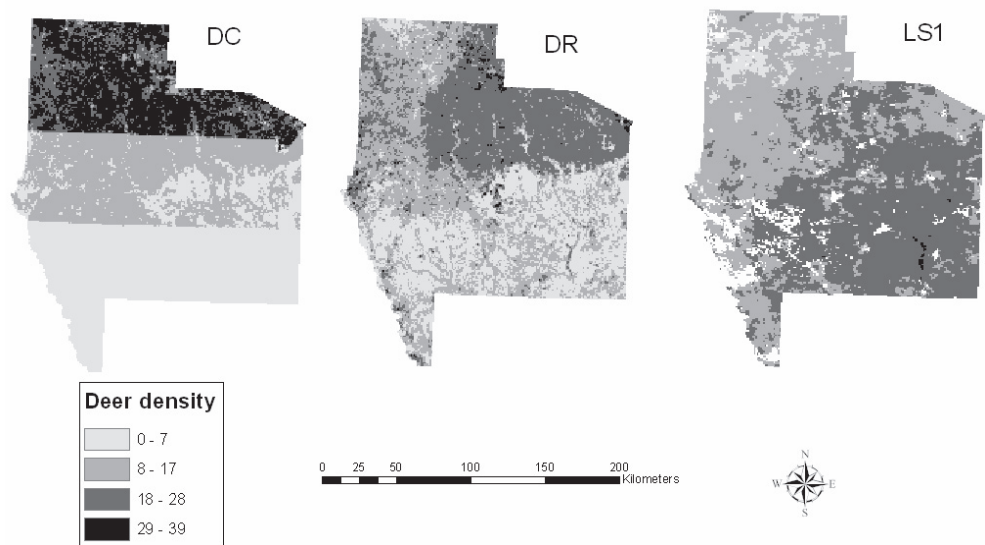 DC
DR
LS1
Deer density
0 - 7
8 - 17
18 - 28
29 - 39
0 25 50 100 150 200
Kilometers
N
W E
S